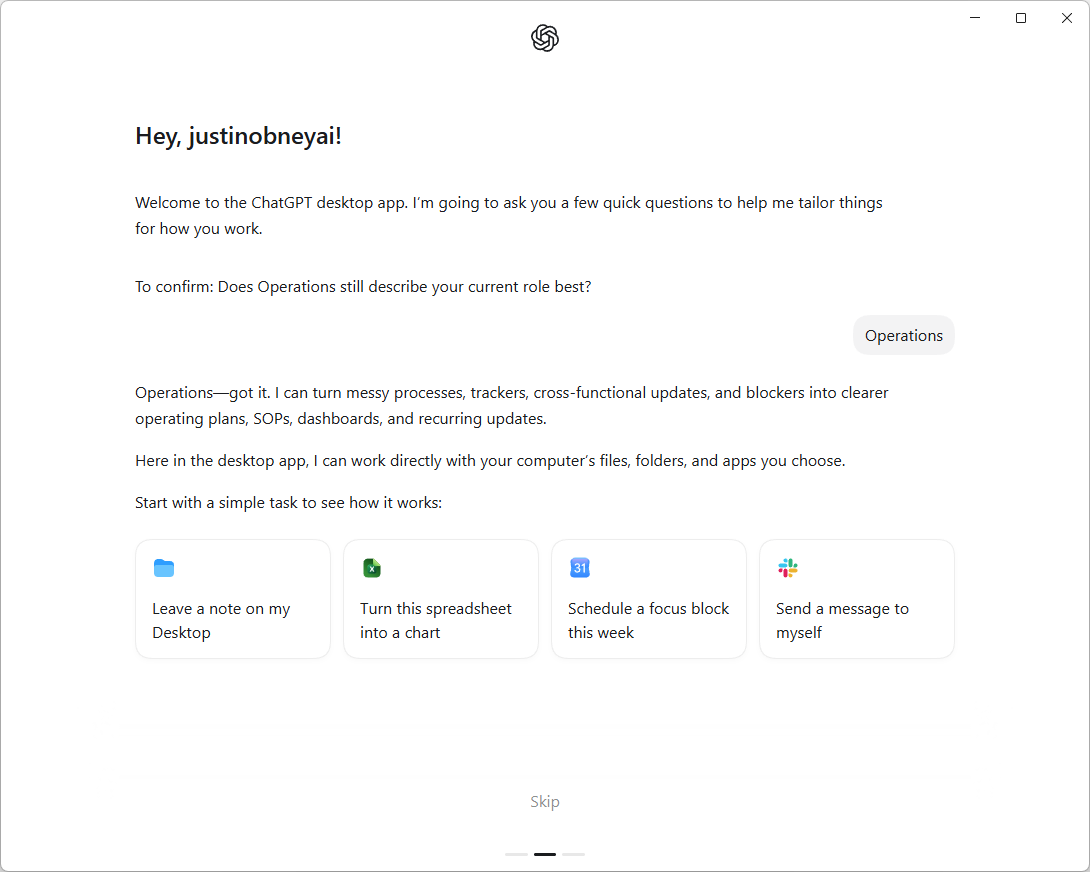 Hey, justinobneyai!
Welcome to the ChatGPT desktop app. I'm going to ask you a few quick questions to help me tailor things
for how you work.
To confirm: Does Operations still describe your current role best?
Operations
Operations—got it. I can turn messy processes, trackers, cross-functional updates, and blockers into clearer
operating plans, SOPs, dashboards, and recurring updates.
Here in the desktop app, I can work directly with your computer's files, folders, and apps you choose.
Start with a simple task to see how it works:
Leave a note on my
Desktop
X
Turn this spreadsheet
into a chart
31
Schedule a focus block
this week
Send a message to
myself
Skip